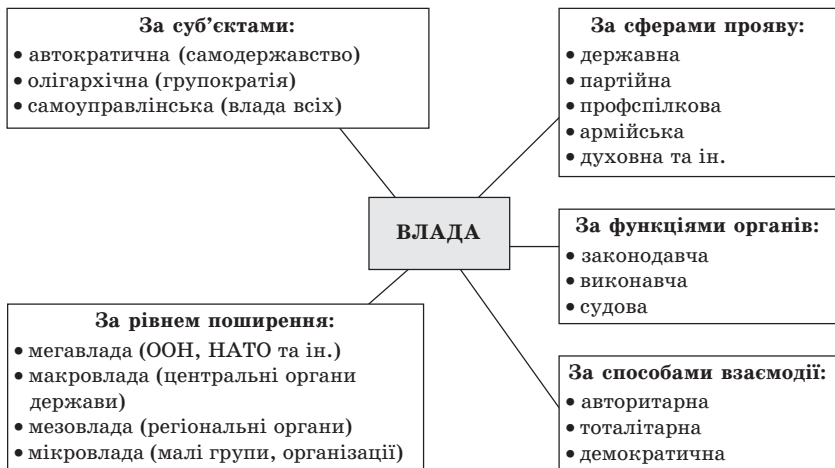 За суб’єктами:
• автократична (самодержавство)
• олігархічна (групократія)
• самоуправлінська (влада всіх)
За сферами прояву:
• державна
• партійна
• профспілкова
• армійська
• духовна та ін.
ВЛАДА
За функціями органів:
• законодавча
• виконавча
• судова
За рівнем поширення:
• мегавлада (ООН, НАТО та ін.)
• макровлада (центральні органи
держави)
• мезовлада (регіональні органи)
• мікровлада (малі групи, організації)
За способами взаємодії:
• авторитарна
• тоталітарна
• демократична